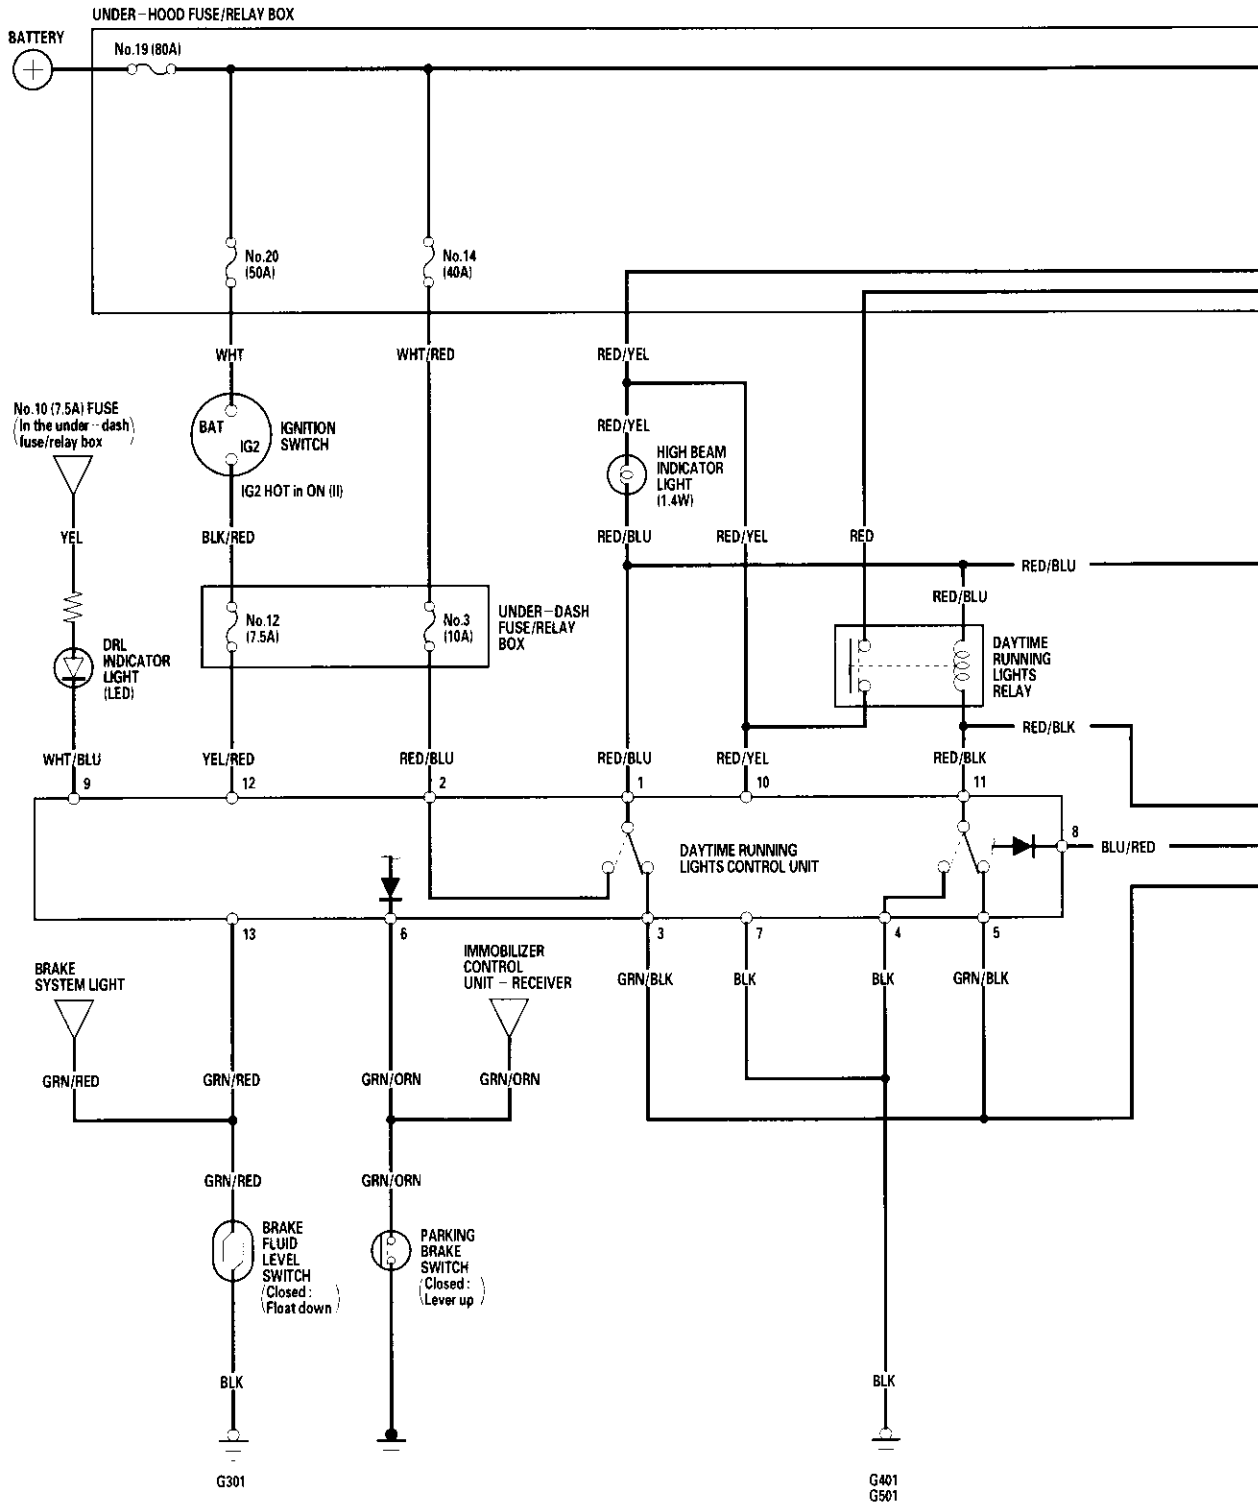 UNDER-HOOD FUSE/RELAY BOX
BATTERY
No.19 (80A)
No.20
(50A)
No.14
(40A)
WHT
WHT/RED
RED/YEL
No.10 (7.5A) FUSE
(In the under-dash
fuse/relay box)
BAT
IG2
IGNITION
SWITCH
IG2 HOT in ON (II)
RED/YEL
HIGH BEAM
INDICATOR
LIGHT
(1.4W)
YEL
BLK/RED
RED/BLU
RED/YEL
RED
RED/BLU
RED/BLU
No.12
(7.5A)
No.3
(10A)
UNDER-DASH
FUSE/RELAY
BOX
DRL
INDICATOR
LIGHT
(LED)
DAYTIME
RUNNING
LIGHTS
RELAY
RED/BLK
WHT/BLU
YEL/RED
RED/BLU
RED/BLU
RED/YEL
RED/BLK
9
12
2
1
10
11
8
BLU/RED
DAYTIME RUNNING
LIGHTS CONTROL UNIT
13
6
3
7
4
5
BRAKE
SYSTEM LIGHT
IMMOBILIZER
CONTROL
UNIT - RECEIVER
GRN/BLK
BLK
BLK
GRN/BLK
GRN/RED
GRN/RED
GRN/ORN
GRN/ORN
GRN/RED
GRN/ORN
BRAKE
FLUID
LEVEL
SWITCH
(Closed :
Float down)
PARKING
BRAKE
SWITCH
(Closed :
Lever up)
BLK
BLK
G301
G401
G501